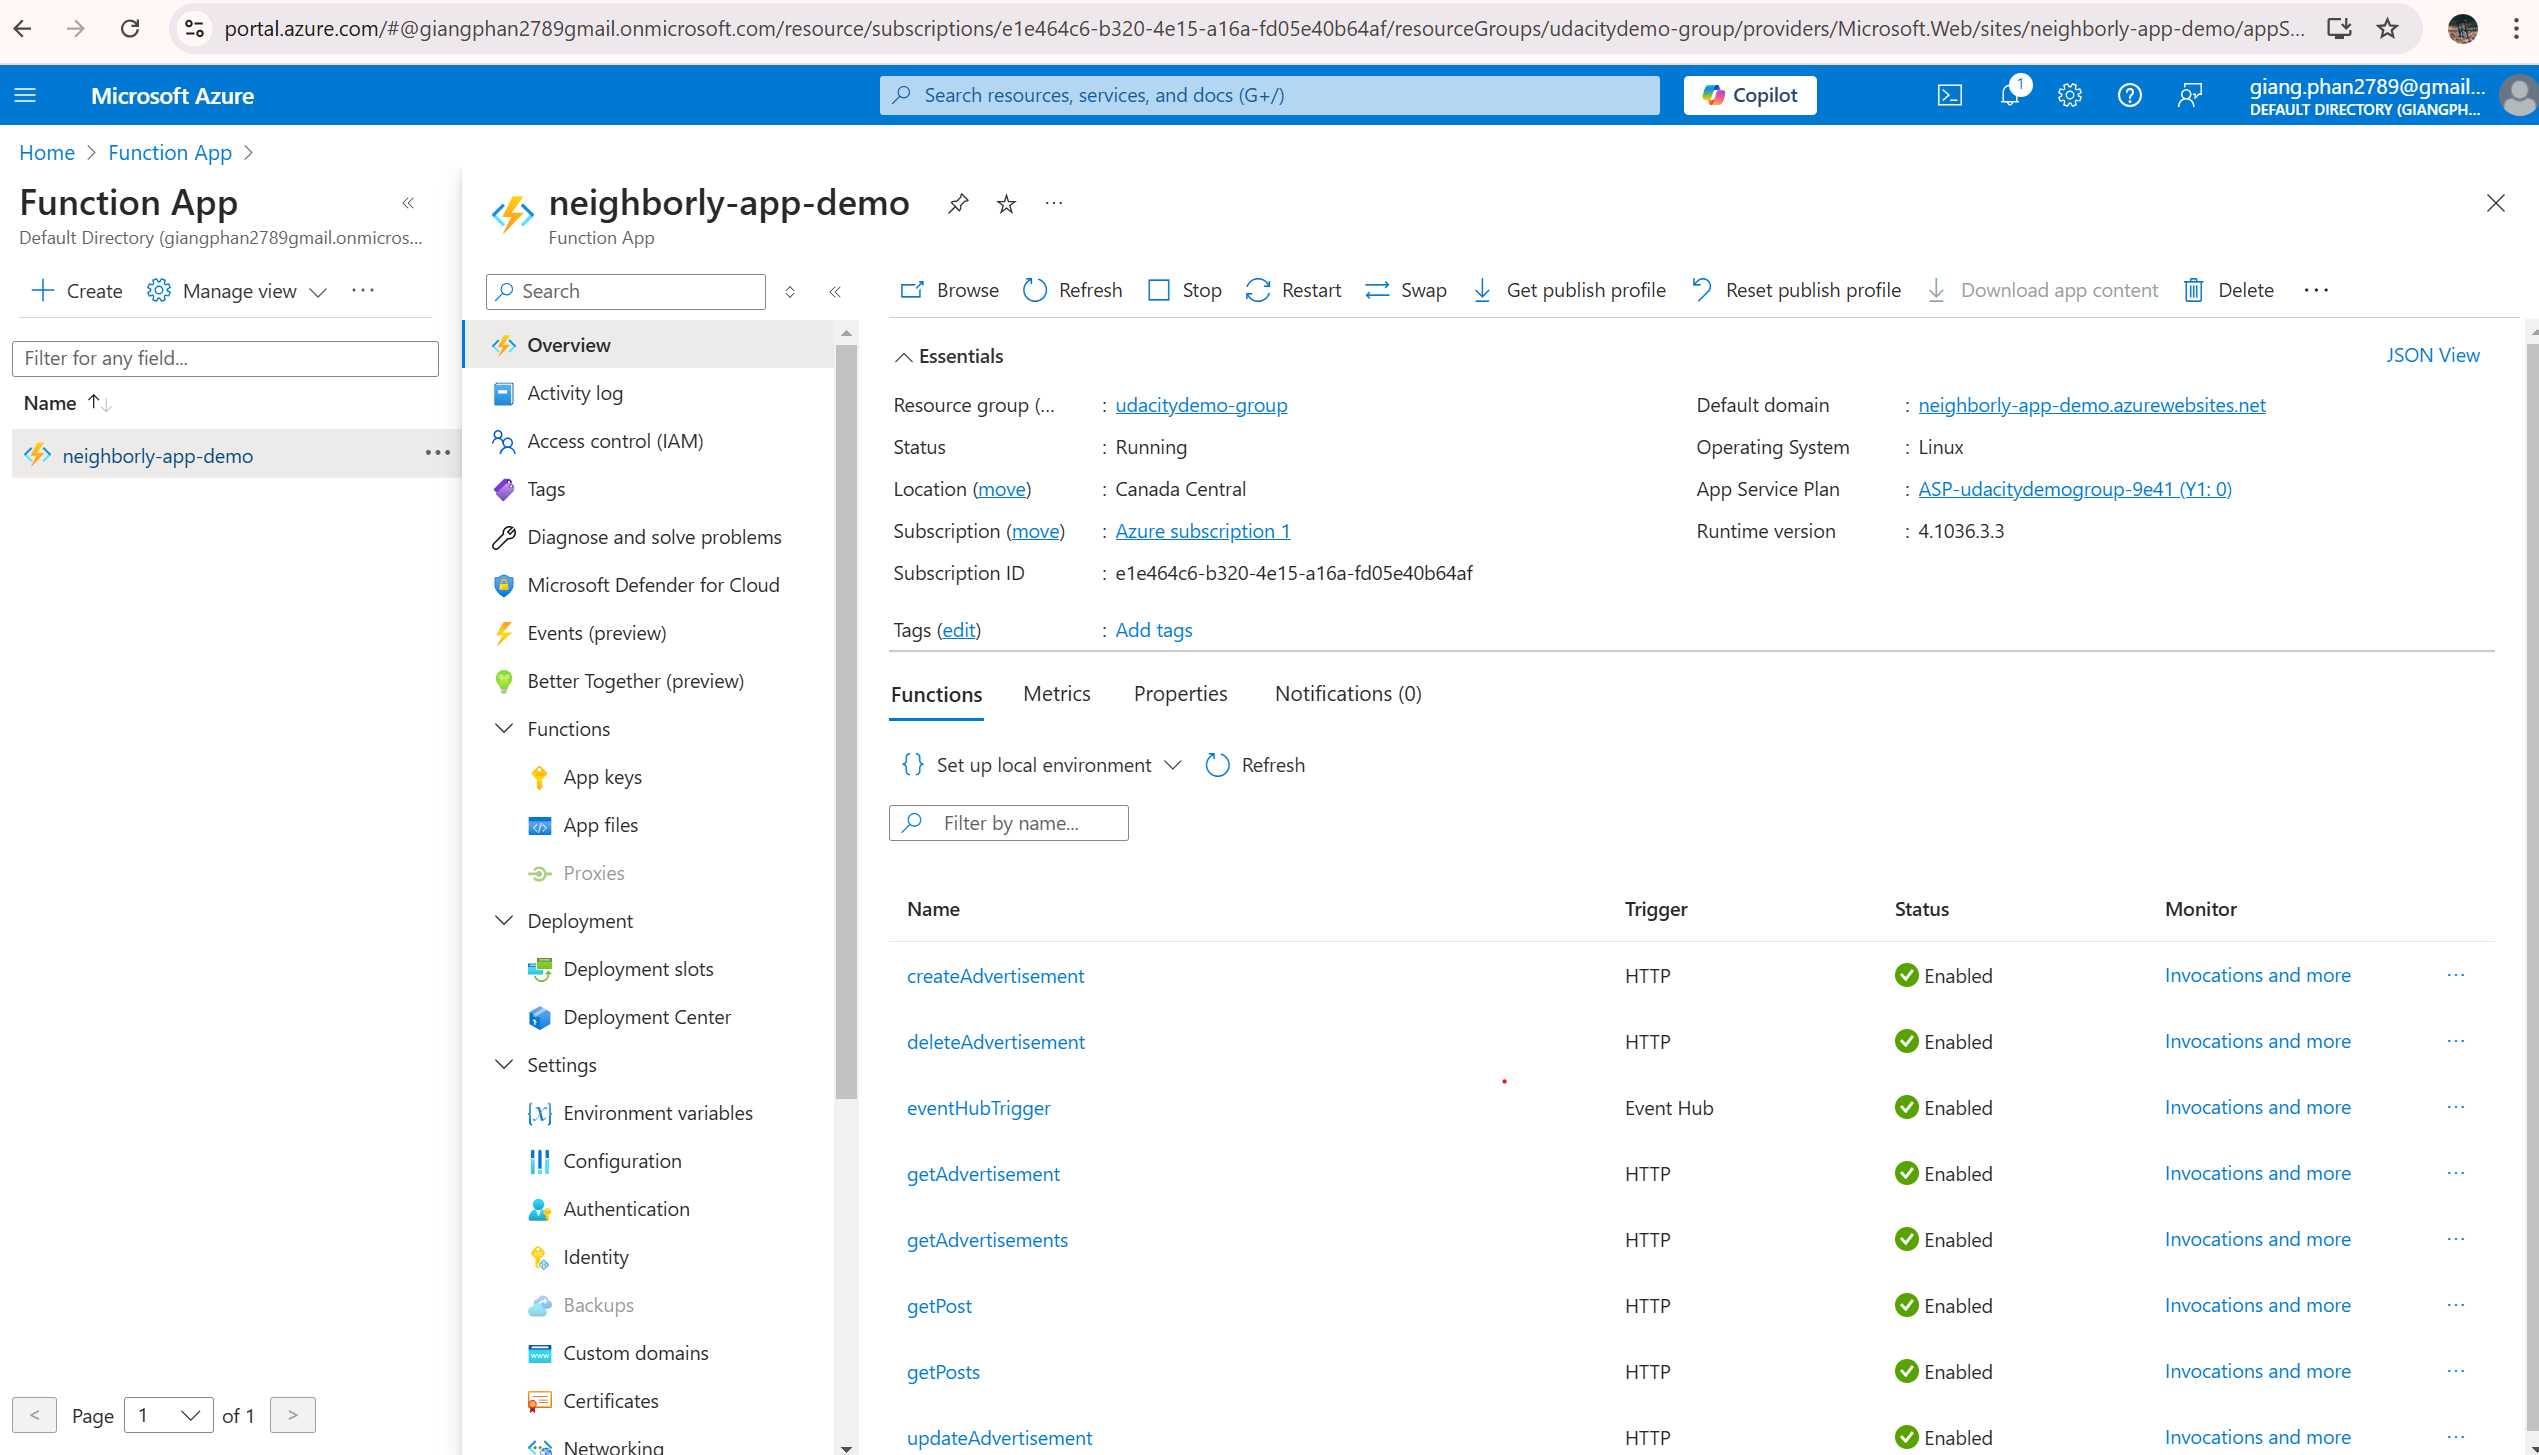 portal.azure.com/#@giangphan2789gmail.onmicrosoft.com/resource/subscriptions/e1e464c6-b320-4e15-a16a-fd05e40b64af/resourceGroups/udacitydemo-group/providers/Microsoft.Web/sites/neighborly-app-demo/appS...
Microsoft Azure
Search resources, services, and docs (G+/)
Copilot
1
giang.phan2789@gmail...
DEFAULT DIRECTORY (GIANGPH...
Home > Function App >
Function App
Default Directory (giangphan2789gmail.onmicros...
Create
Manage view
Filter for any field...
Name
neighborly-app-demo
< Page 1 of 1 >
neighborly-app-demo
Function App
Search
Overview
Activity log
Access control (IAM)
Tags
Diagnose and solve problems
Microsoft Defender for Cloud
Events (preview)
Better Together (preview)
Functions
App keys
App files
Proxies
Deployment
Deployment slots
Deployment Center
Settings
Environment variables
Configuration
Authentication
Identity
Backups
Custom domains
Certificates
Networking
Browse Refresh Stop Restart Swap Get publish profile Reset publish profile Download app content Delete
Essentials
JSON View
Resource group (... : udacitydemo-group
Status : Running
Location (move) : Canada Central
Subscription (move) : Azure subscription 1
Subscription ID : e1e464c6-b320-4e15-a16a-fd05e40b64af
Tags (edit) : Add tags
Default domain : neighborly-app-demo.azurewebsites.net
Operating System : Linux
App Service Plan : ASP-udacitydemogroup-9e41 (Y1: 0)
Runtime version : 4.1036.3.3
Functions Metrics Properties Notifications (0)
Set up local environment Refresh
Filter by name...
Name Trigger Status Monitor
createAdvertisement HTTP Enabled Invocations and more
deleteAdvertisement HTTP Enabled Invocations and more
eventHubTrigger Event Hub Enabled Invocations and more
getAdvertisement HTTP Enabled Invocations and more
getAdvertisements HTTP Enabled Invocations and more
getPost HTTP Enabled Invocations and more
getPosts HTTP Enabled Invocations and more
updateAdvertisement HTTP Enabled Invocations and more